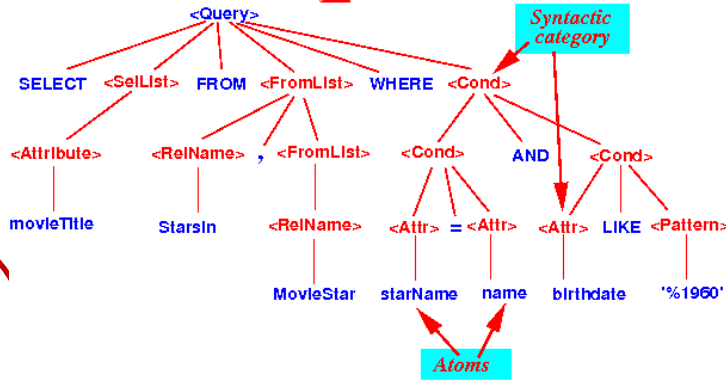 <Query>
Syntactic
category
SELECT <SelList> FROM <FromList> WHERE <Cond>
<Attribute> <RelName> , <FromList> <Cond> AND <Cond>
movieTitle StarsIn <RelName> <Attr> = <Attr> <Attr> LIKE <Pattern>
MovieStar starName name birthdate '%1960'
Atoms